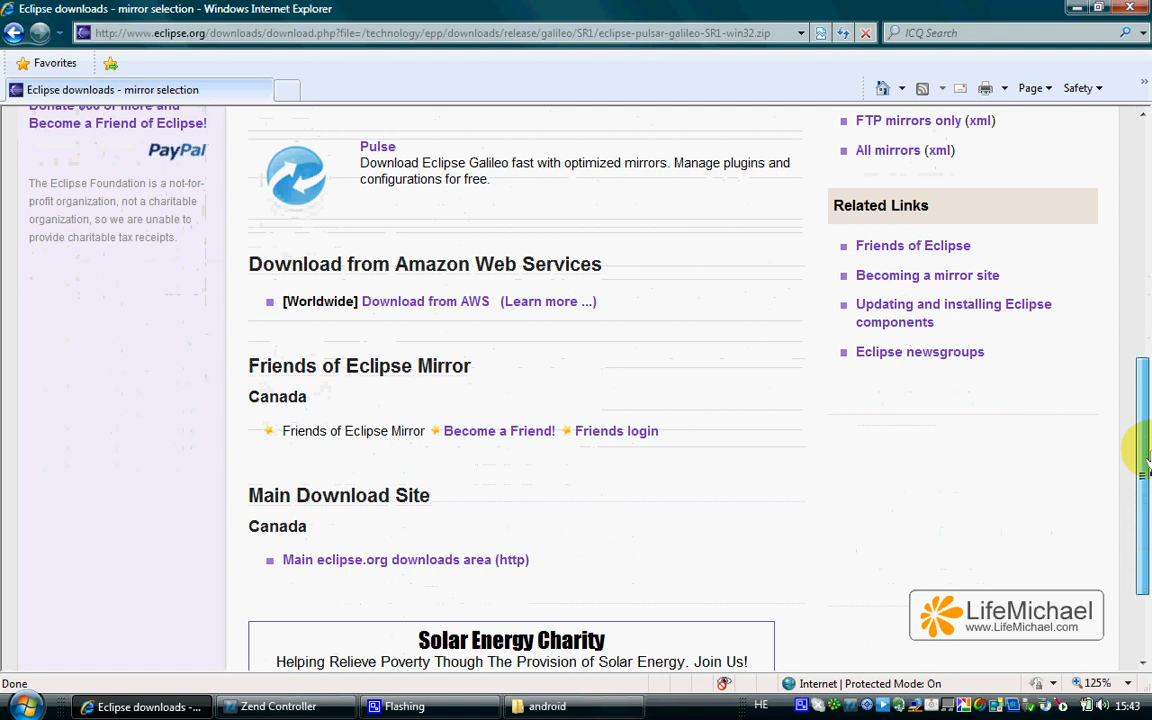 Eclipse downloads - mirror selection - Windows Internet Explorer
http://www.eclipse.org/downloads/download.php?file=/technology/epp/downloads/release/galileo/SR1/eclipse-pulsar-galileo-SR1-win32.zip
ICQ Search
Favorites
Eclipse downloads - mirror selection
Page
Safety
Donate $00 or more and
Become a Friend of Eclipse!
PayPal
The Eclipse Foundation is a not-for-
profit organization, not a charitable
organization, so we are unable to
provide charitable tax receipts.
Pulse
Download Eclipse Galileo fast with optimized mirrors. Manage plugins and
configurations for free.
Download from Amazon Web Services
[Worldwide] Download from AWS (Learn more ...)
Friends of Eclipse Mirror
Canada
Friends of Eclipse Mirror Become a Friend! Friends login
Main Download Site
Canada
Main eclipse.org downloads area (http)
Solar Energy Charity
Helping Relieve Poverty Though The Provision of Solar Energy. Join Us!
FTP mirrors only (xml)
All mirrors (xml)
Related Links
Friends of Eclipse
Becoming a mirror site
Updating and installing Eclipse
components
Eclipse newsgroups
LifeMichael
www.LifeMichael.com
Done
Internet | Protected Mode: On
125%
Eclipse downloads -...
Zend Controller
Flashing
android
HE
15:43